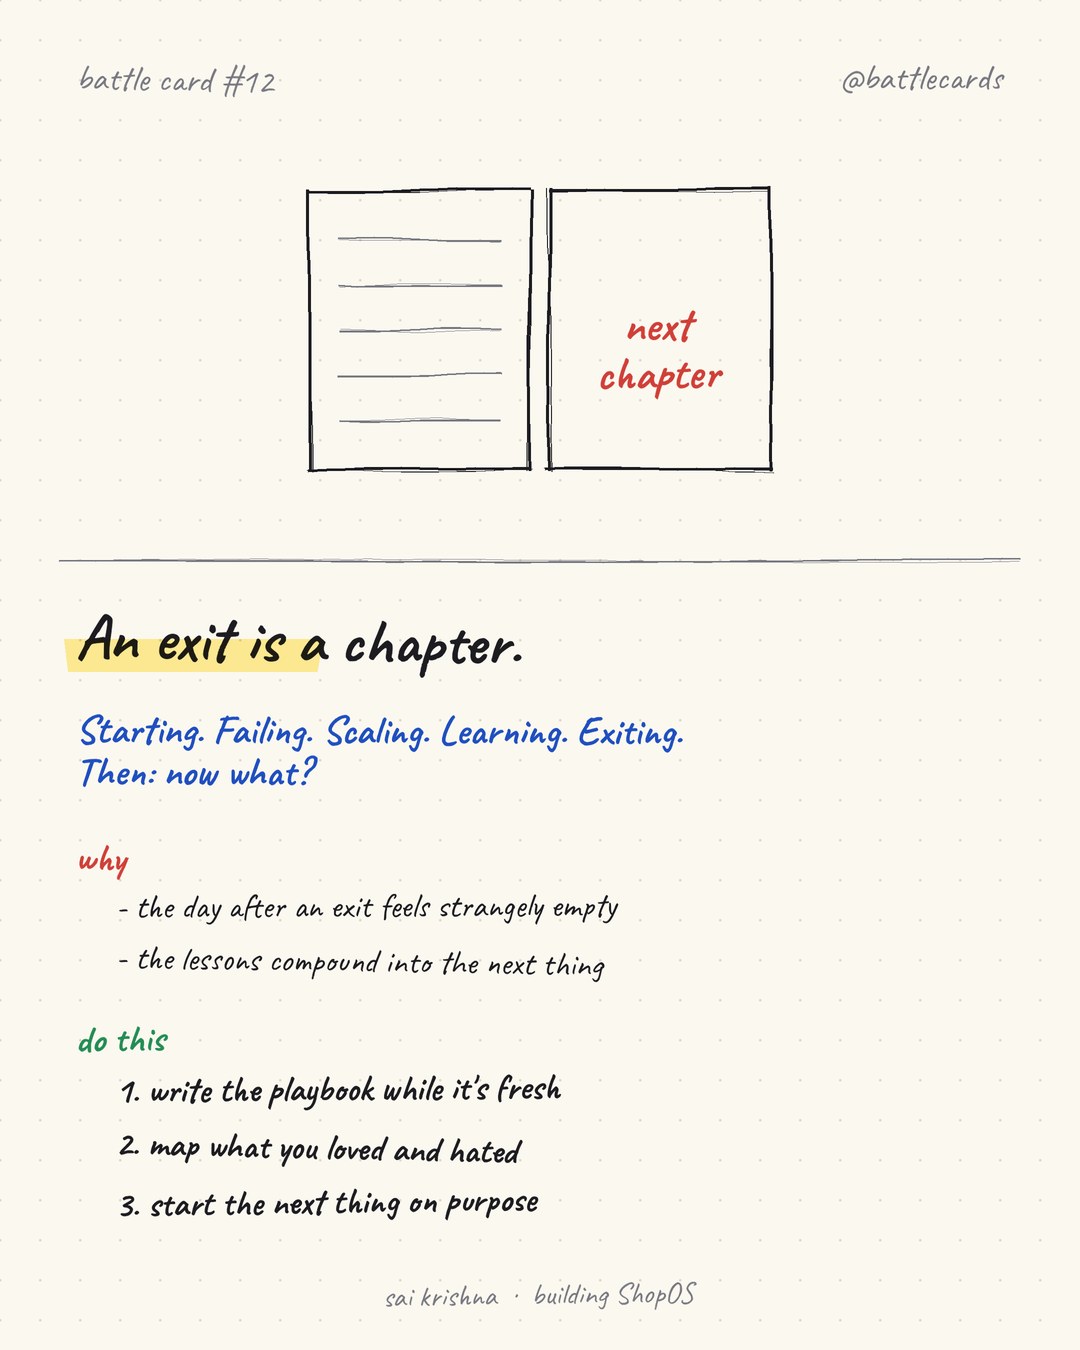 battle card #12
@battlecards
next
chapter
An exit is a chapter.
Starting. Failing. Scaling. Learning. Exiting.
Then: now what?
why
- the day after an exit feels strangely empty
- the lessons compound into the next thing
do this
1. write the playbook while it's fresh
2. map what you loved and hated
3. start the next thing on purpose
sai krishna · building ShopOS